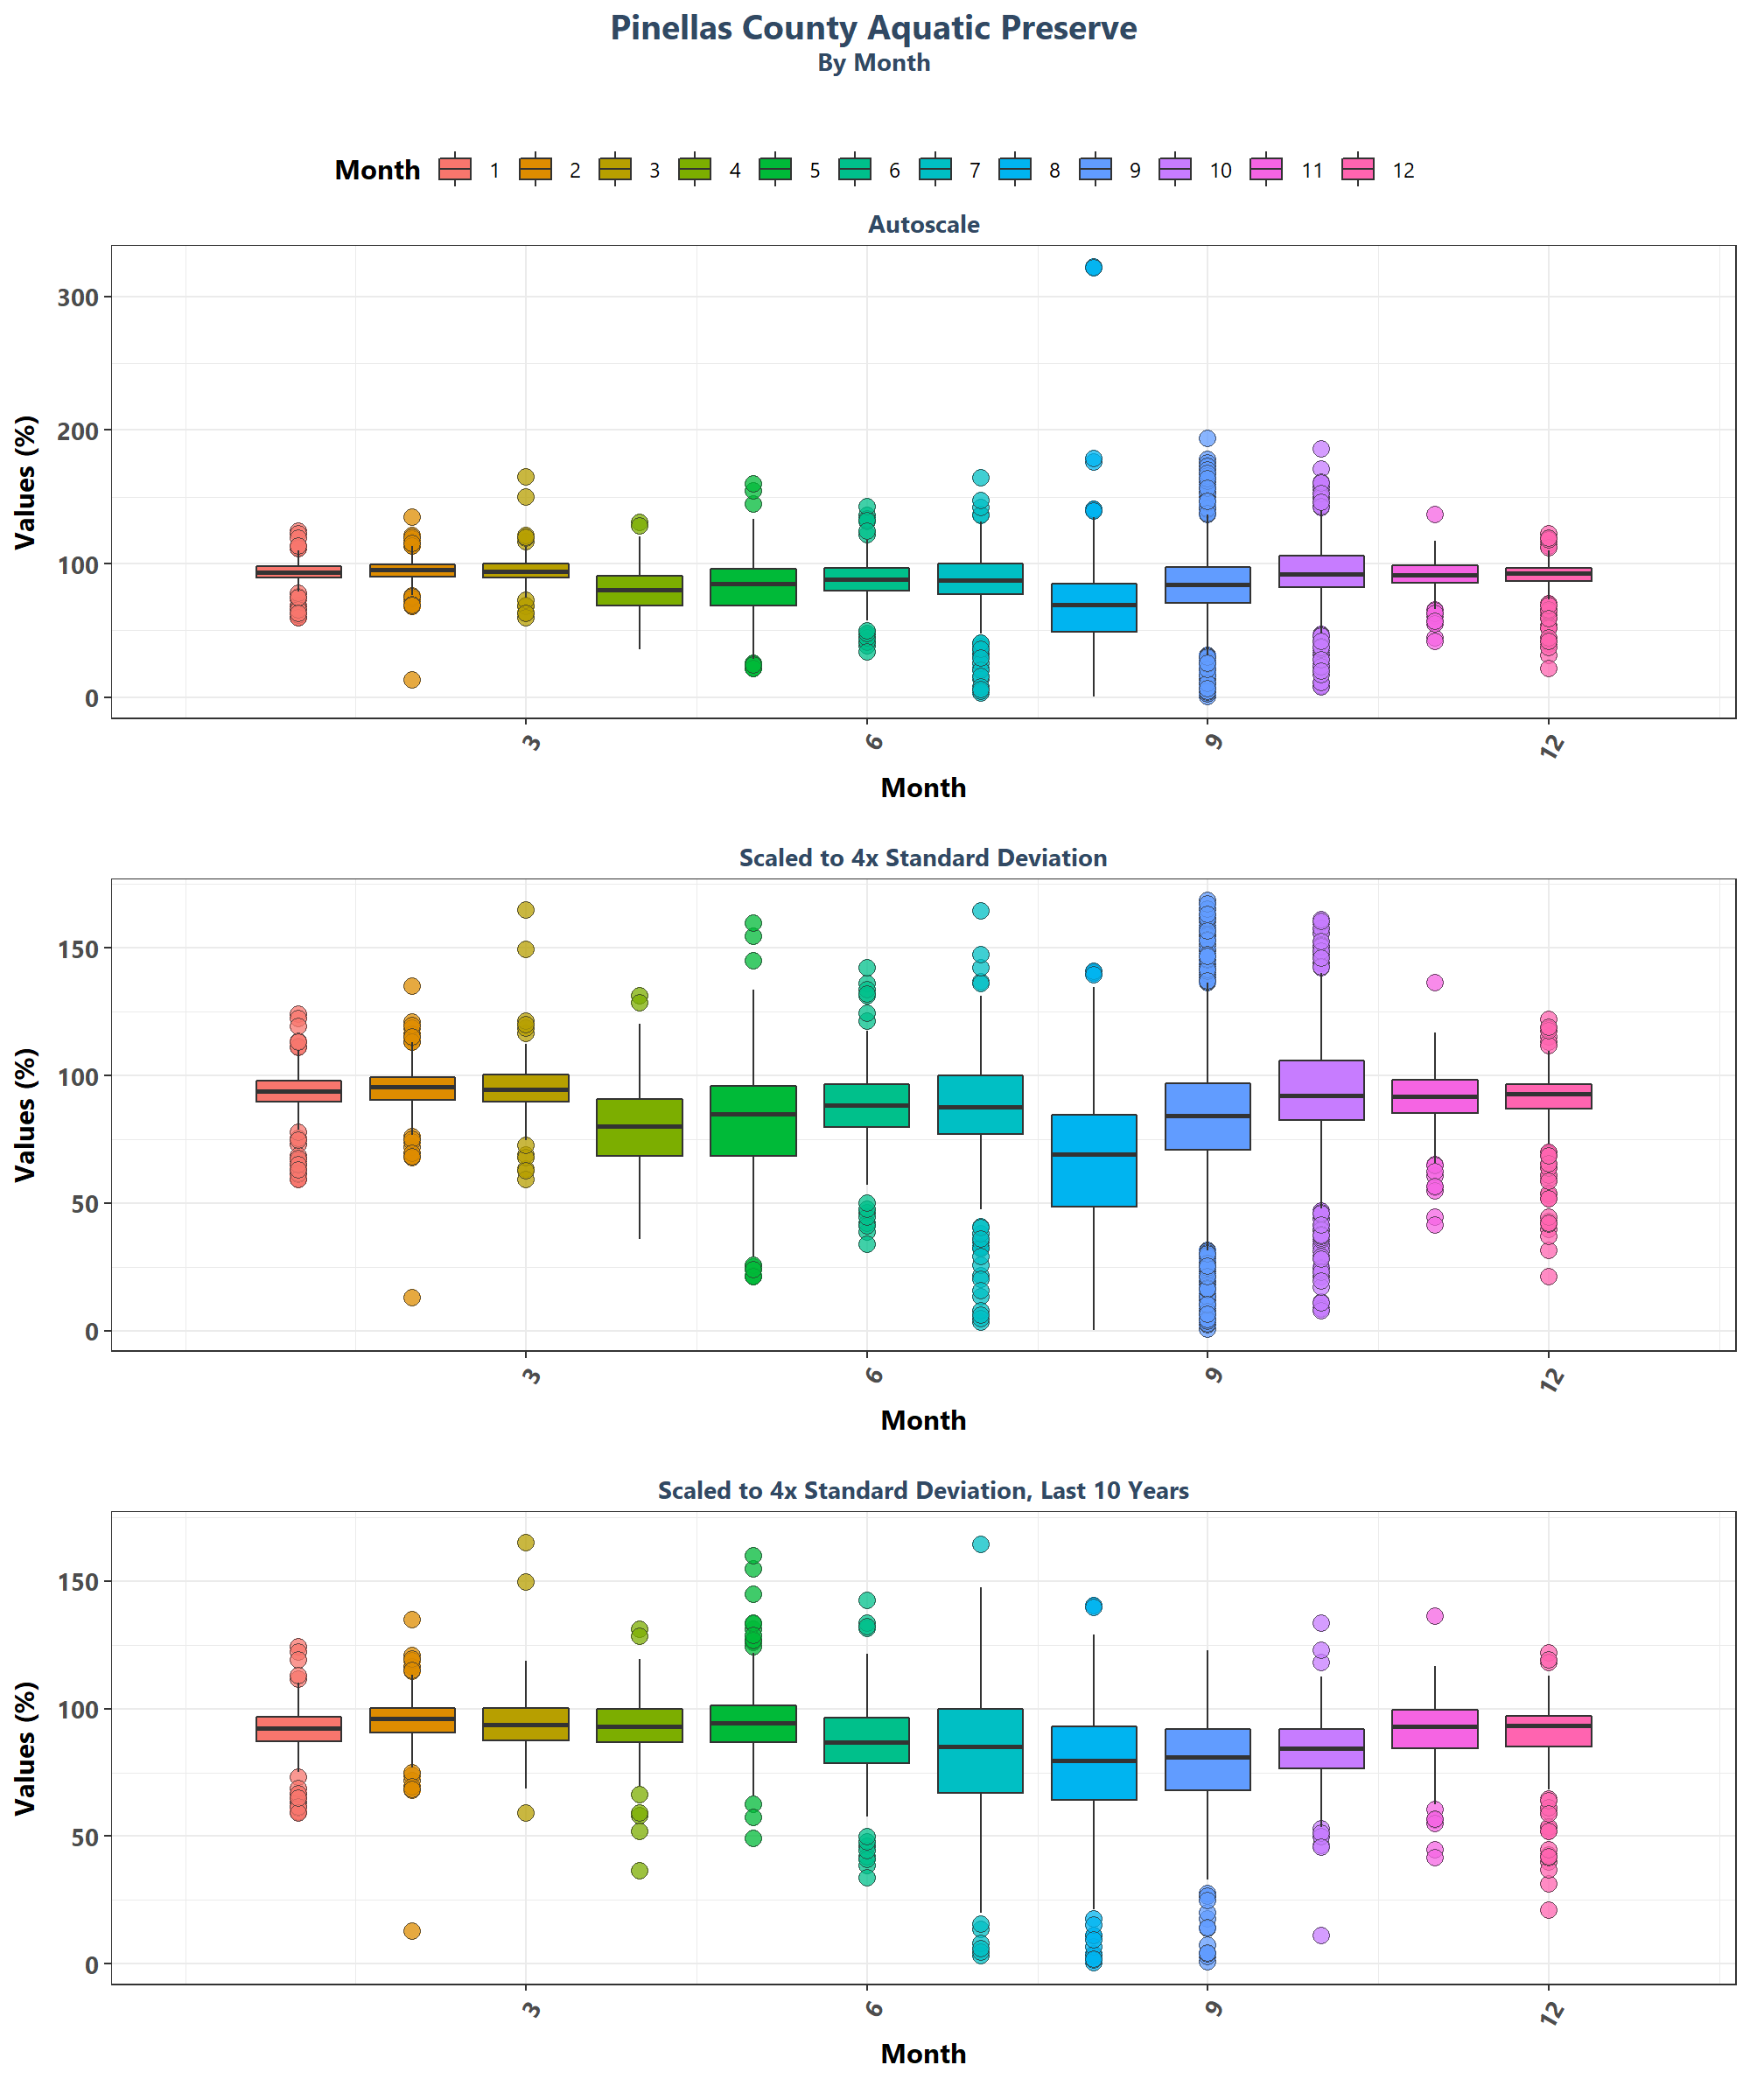 Pinellas County Aquatic Preserve
By Month
Month 1 2 3 4 5 6 7 8 9 10 11 12
Autoscale
Values (%)
300
200
100
0
3 6 9 12
Month
Scaled to 4x Standard Deviation
Values (%)
150
100
50
0
3 6 9 12
Month
Scaled to 4x Standard Deviation, Last 10 Years
Values (%)
150
100
50
0
3 6 9 12
Month